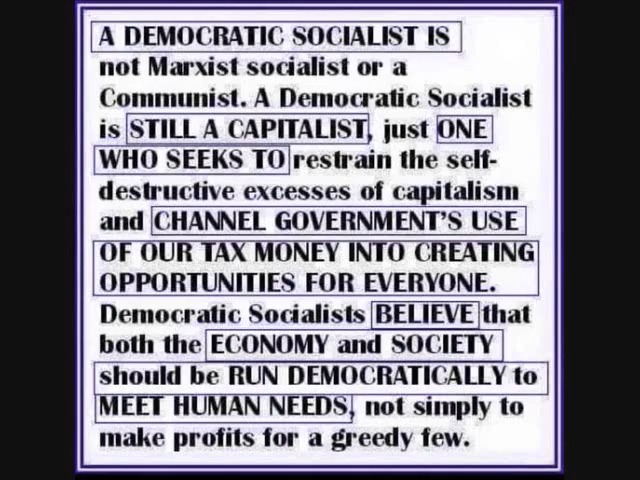 A DEMOCRATIC SOCIALIST IS
not Marxist socialist or a
Communist. A Democratic Socialist
is STILL A CAPITALIST, just ONE
WHO SEEKS TO restrain the self-
destructive excesses of capitalism
and CHANNEL GOVERNMENT'S USE
OF OUR TAX MONEY INTO CREATING
OPPORTUNITIES FOR EVERYONE.
Democratic Socialists BELIEVE that
both the ECONOMY and SOCIETY
should be RUN DEMOCRATICALLY to
MEET HUMAN NEEDS, not simply to
make profits for a greedy few.